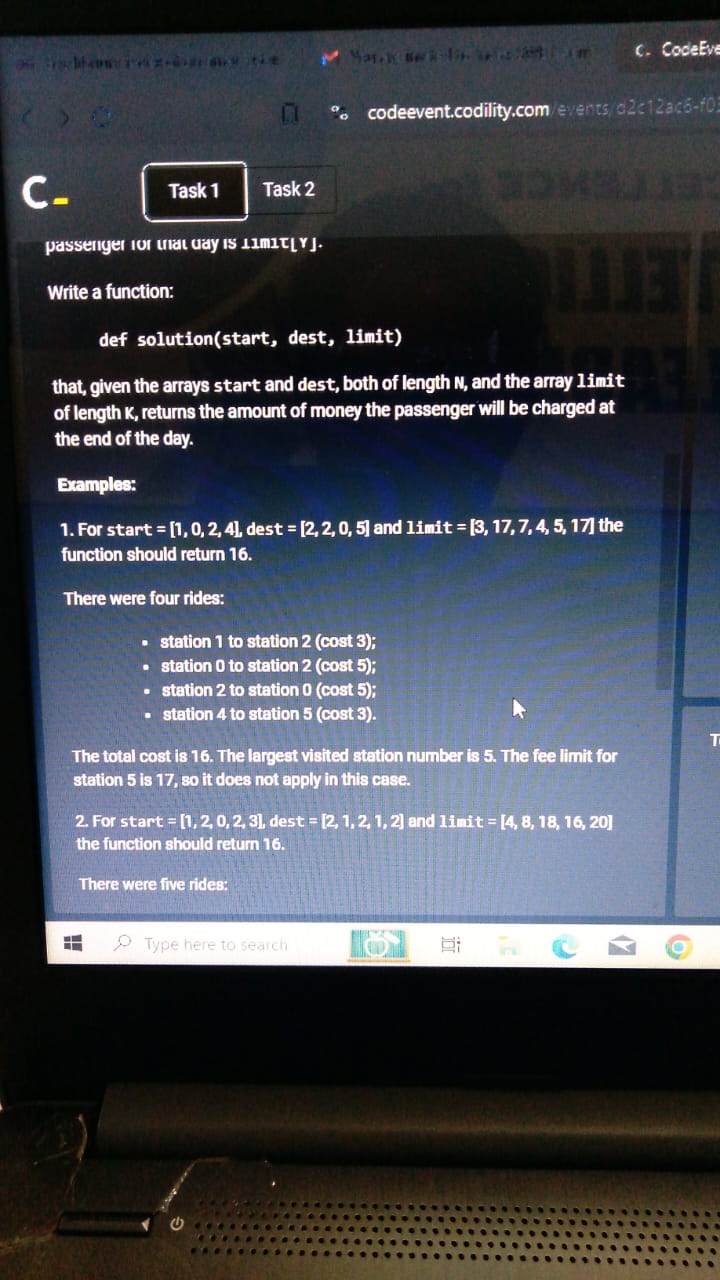 C. CodeEve
codeevent.codility.com/events/d2c12ac6-f0
C_
Task 1 Task 2
passenger for that day is limit[Y].
Write a function:
def solution(start, dest, limit)
that, given the arrays start and dest, both of length N, and the array limit
of length K, returns the amount of money the passenger will be charged at
the end of the day.
Examples:
1. For start = [1, 0, 2, 4], dest = [2, 2, 0, 5] and limit = [3, 17, 7, 4, 5, 17] the
function should return 16.
There were four rides:
• station 1 to station 2 (cost 3);
• station 0 to station 2 (cost 5);
• station 2 to station 0 (cost 5);
• station 4 to station 5 (cost 3).
The total cost is 16. The largest visited station number is 5. The fee limit for
station 5 is 17, so it does not apply in this case.
2. For start = [1, 2, 0, 2, 3], dest = [2, 1, 2, 1, 2] and limit = [4, 8, 18, 16, 20]
the function should return 16.
There were five rides:
Type here to search